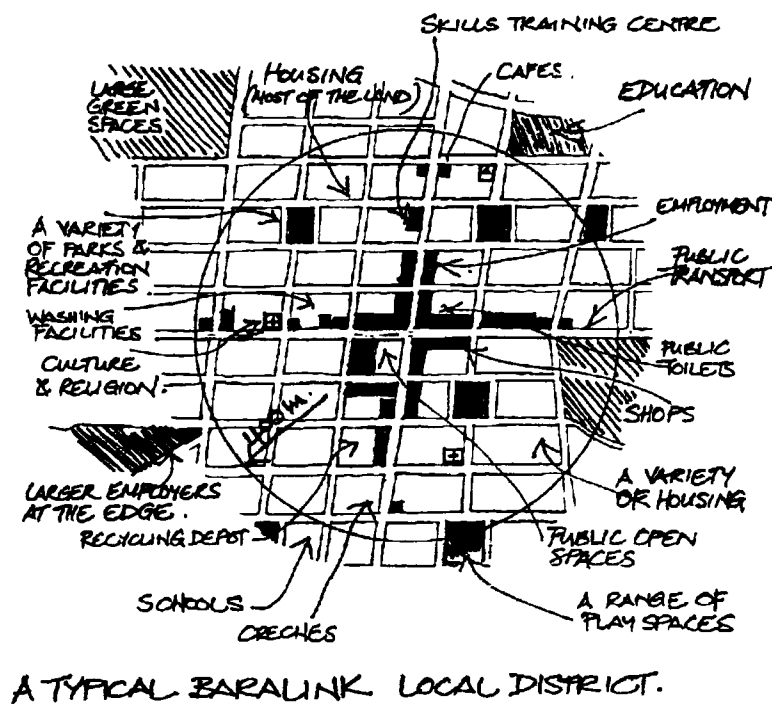 SKILLS TRAINING CENTRE
HOUSING
(MOST OF THE LAND)
CAFES.
LARGE
GREEN
SPACES
EDUCATION
A VARIETY
OF PARKS &
RECREATION
FACILITIES.
EMPLOYMENT
PUBLIC
TRANSPORT
WASHING
FACILITIES
CULTURE
& RELIGION.
PUBLIC
TOILETS
SHOPS
400 m.
LARGER EMPLOYERS
AT THE EDGE.
A VARIETY
OF HOUSING
RECYCLING DEPOT
PUBLIC OPEN
SPACES
SCHOOLS
CRECHES
A RANGE OF
PLAY SPACES
A TYPICAL BARALINK LOCAL DISTRICT.